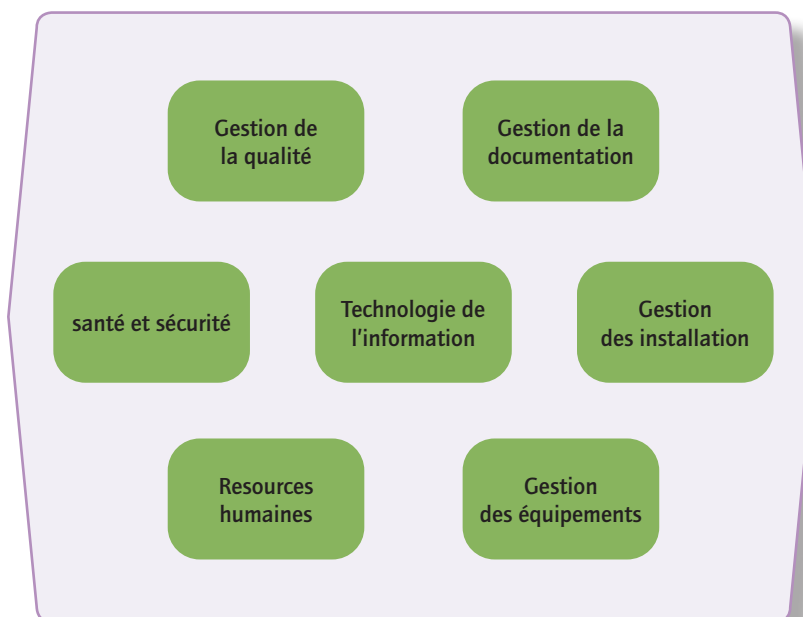 Gestion de
la qualité
Gestion de la
documentation
santé et sécurité
Technologie de
l'information
Gestion
des installation
Resources
humaines
Gestion
des équipements